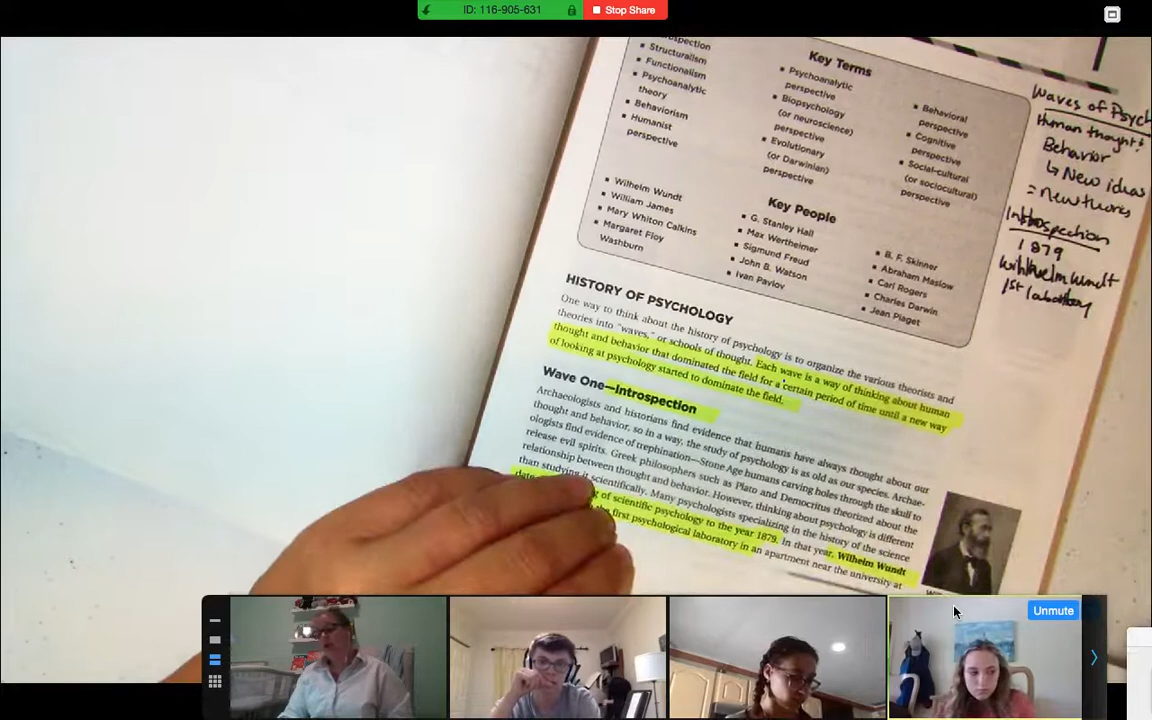 ID: 116-905-631
Stop Share
Structuralism
Functionalism
Psychoanalytic
theory
Behaviorism
Humanist
perspective
Key Terms
Psychoanalytic
perspective
Biopsychology
(or neuroscience)
perspective
Evolutionary
(or Darwinian)
perspective
Behavioral
perspective
Cognitive
perspective
Social-cultural
(or sociocultural)
perspective
Wilhelm Wundt
William James
Mary Whiton Calkins
Margaret Floy
Washburn
Key People
G. Stanley Hall
Max Wertheimer
Sigmund Freud
John B. Watson
Ivan Pavlov
B. F. Skinner
Abraham Maslow
Carl Rogers
Charles Darwin
Jean Piaget
Waves of Psych
Human thought &
Behavior
↳ New ideas
= new theories
Introspection
1879
Wilhelm Wundt
1st laboratory
HISTORY OF PSYCHOLOGY
One way to think about the history of psychology is to organize the various theorists and
theories into "waves," or schools of thought. Each wave is a way of thinking about human
thought and behavior that dominated the field for a certain period of time until a new way
of looking at psychology started to dominate the field.
Wave One—Introspection
Archaeologists and historians find evidence that humans have always thought about our
thought and behavior, so in a way, the study of psychology is as old as our species. Archae-
ologists find evidence of trephination—Stone Age humans carving holes through the skull to
release evil spirits. Greek philosophers such as Plato and Democritus theorized about the
relationship between thought and behavior. However, thinking about psychology is different
than studying it scientifically. Many psychologists specializing in the history of the science
of scientific psychology to the year 1879. In that year, Wilhelm Wundt
the first psychological laboratory in an apartment near the university at
Unmute